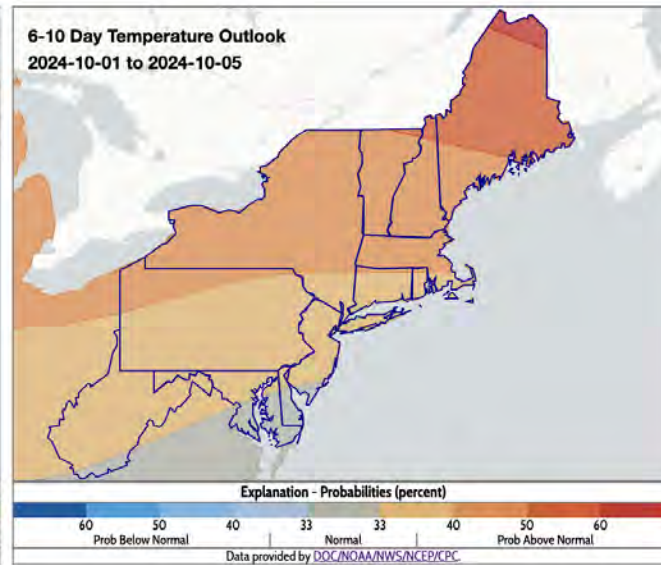 6-10 Day Temperature Outlook
2024-10-01 to 2024-10-05
Explanation - Probabilities (percent)
60 50 40 33 33 40 50 60
Prob Below Normal | Normal | Prob Above Normal
Data provided by DOC/NOAA/NWS/NCEP/CPC.